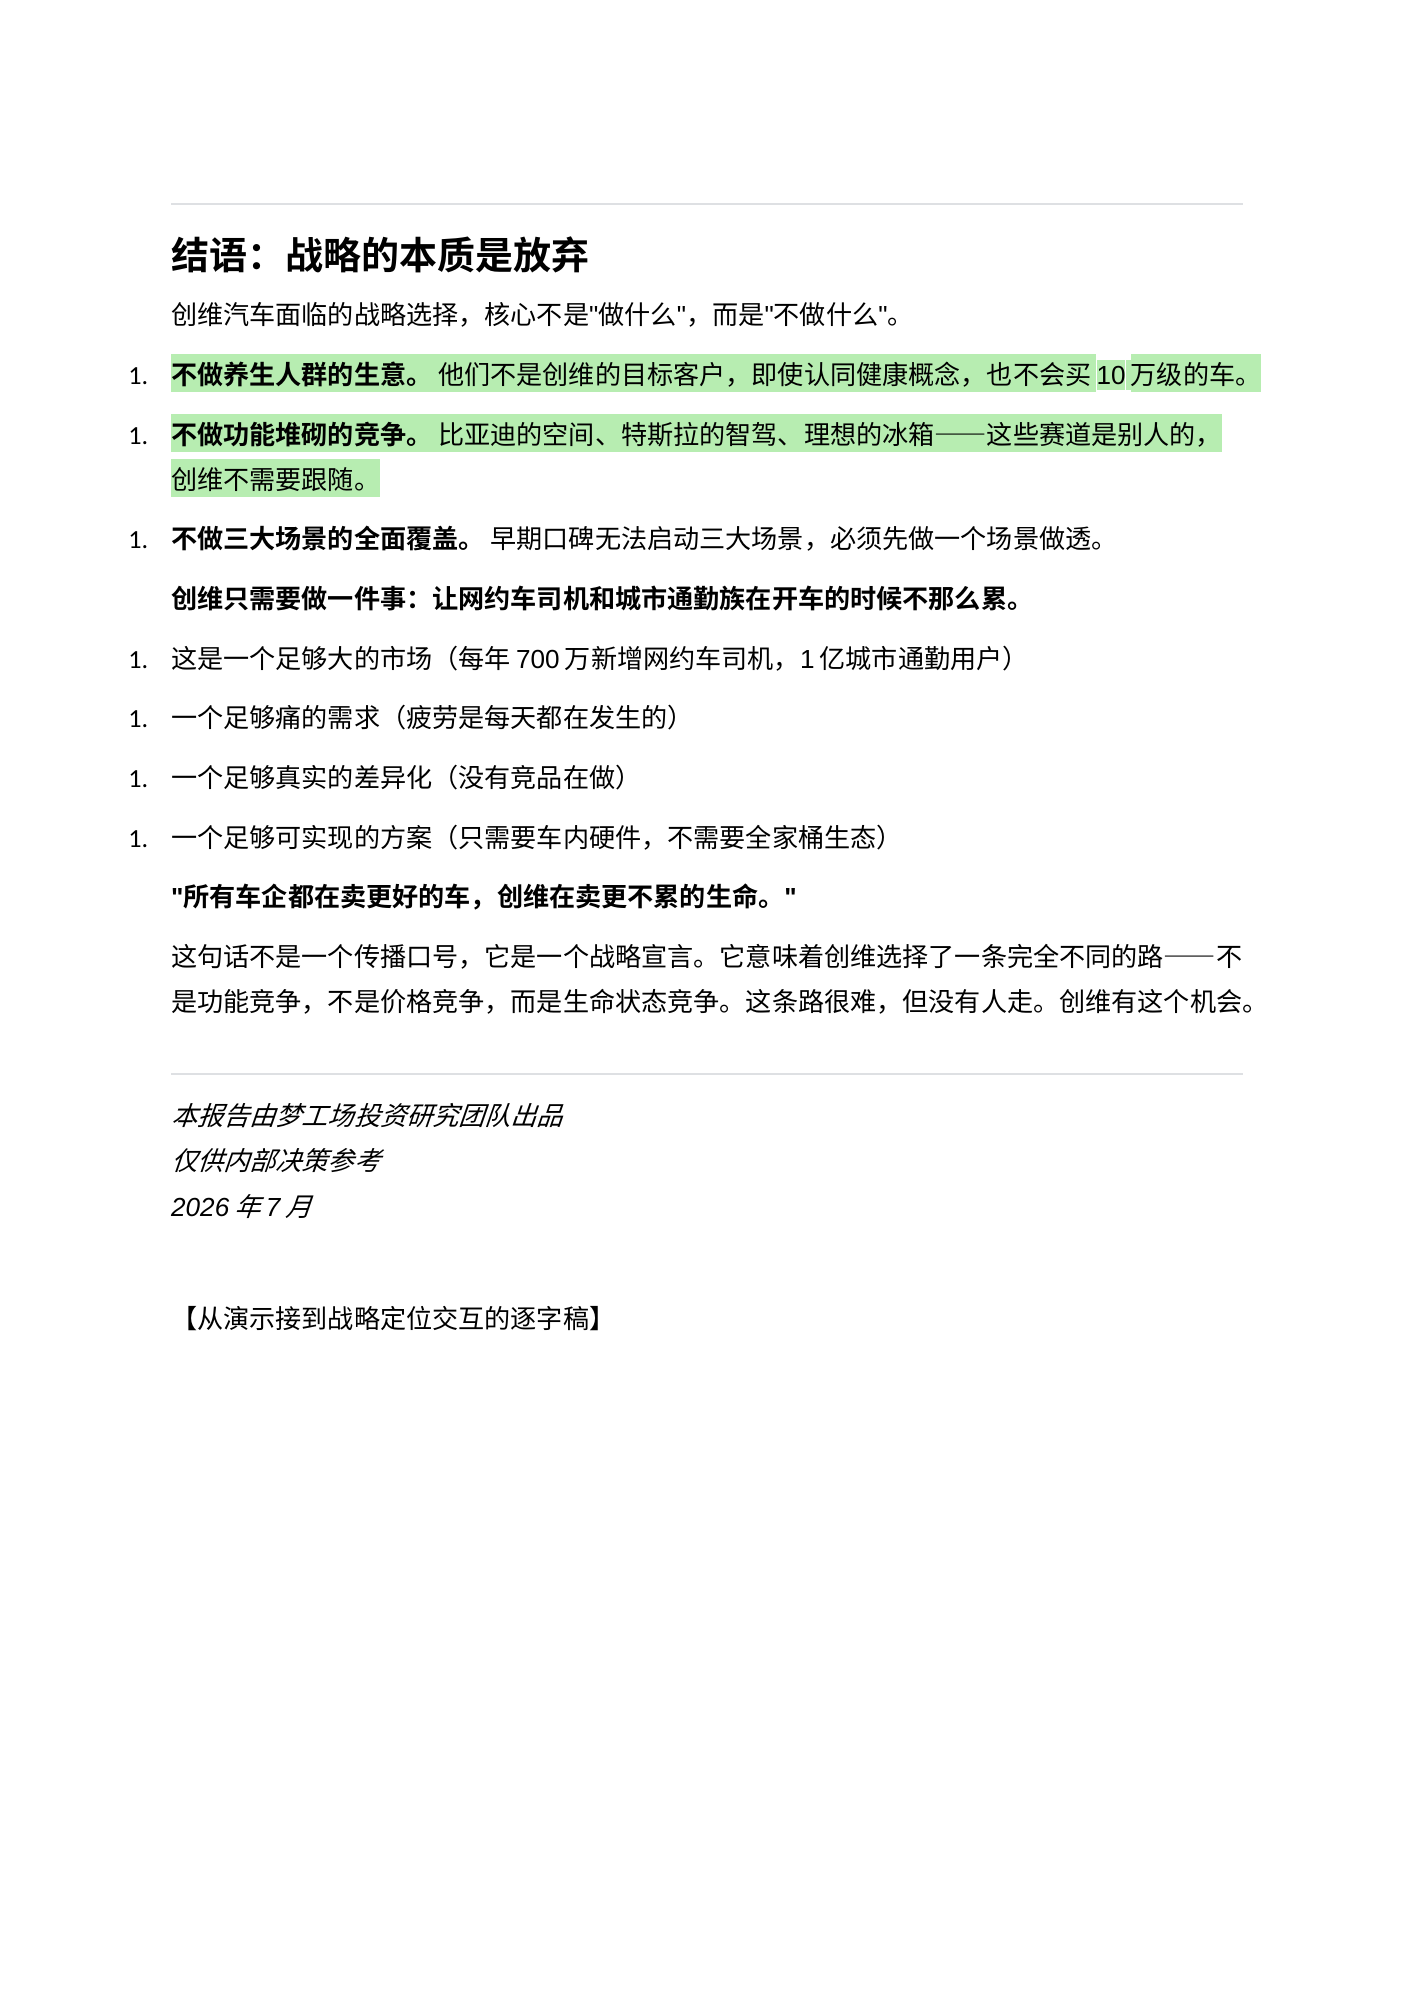 结语：战略的本质是放弃
创维汽车面临的战略选择，核心不是"做什么"，而是"不做什么"。
1. 不做养生人群的生意。 他们不是创维的目标客户，即使认同健康概念，也不会买 10 万级的车。
1. 不做功能堆砌的竞争。 比亚迪的空间、特斯拉的智驾、理想的冰箱——这些赛道是别人的，
创维不需要跟随。
1. 不做三大场景的全面覆盖。 早期口碑无法启动三大场景，必须先做一个场景做透。
创维只需要做一件事：让网约车司机和城市通勤族在开车的时候不那么累。
1. 这是一个足够大的市场（每年 700 万新增网约车司机，1 亿城市通勤用户）
1. 一个足够痛的需求（疲劳是每天都在发生的）
1. 一个足够真实的差异化（没有竞品在做）
1. 一个足够可实现的方案（只需要车内硬件，不需要全家桶生态）
"所有车企都在卖更好的车，创维在卖更不累的生命。"
这句话不是一个传播口号，它是一个战略宣言。它意味着创维选择了一条完全不同的路——不
是功能竞争，不是价格竞争，而是生命状态竞争。这条路很难，但没有人走。创维有这个机会。
本报告由梦工场投资研究团队出品
仅供内部决策参考
2026 年 7 月
【从演示接到战略定位交互的逐字稿】